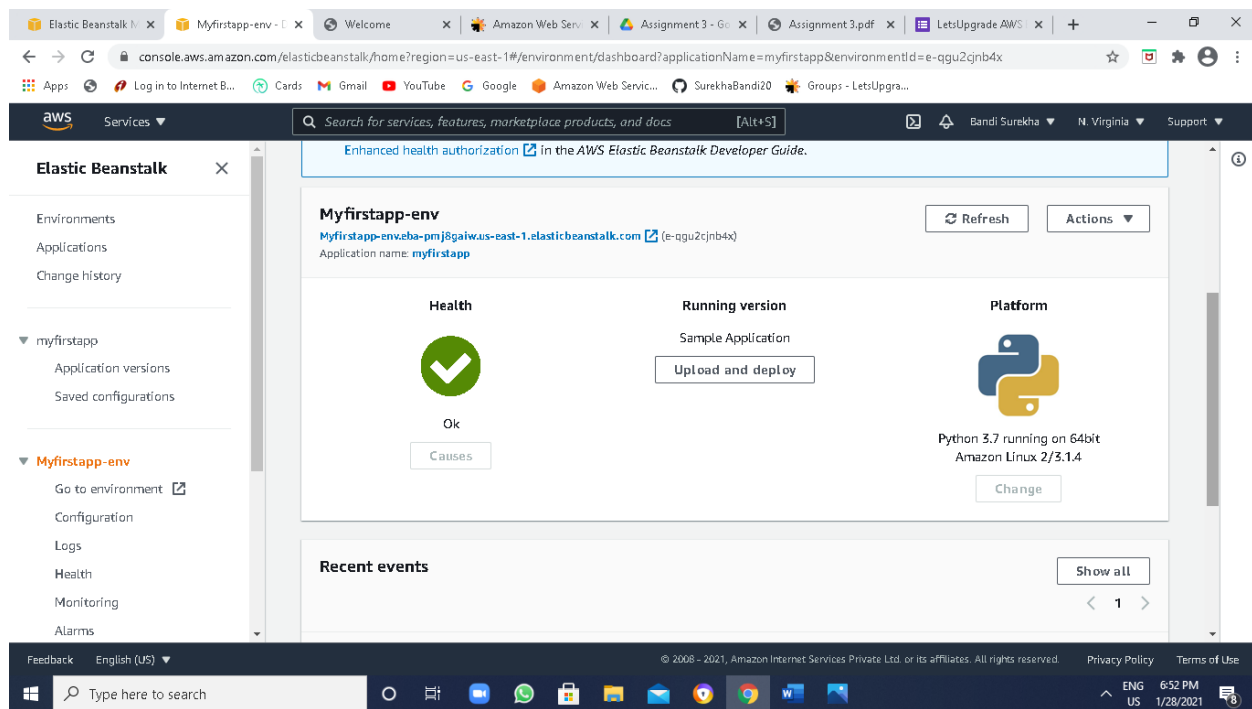 Elastic Beanstalk M
Myfirstapp-env - D
Welcome
Amazon Web Servi
Assignment 3 - Go
Assignment 3.pdf
LetsUpgrade AWS
console.aws.amazon.com/elasticbeanstalk/home?region=us-east-1#/environment/dashboard?applicationName=myfirstapp&environmentId=e-qgu2cjnb4x
Apps
Log in to Internet B...
Cards
Gmail
YouTube
Google
Amazon Web Servic...
SurekhaBandi20
Groups - LetsUpgra...
aws
Services ▼
Search for services, features, marketplace products, and docs [Alt+S]
Bandi Surekha ▼
N. Virginia ▼
Support ▼
Elastic Beanstalk
Environments
Applications
Change history
myfirstapp
Application versions
Saved configurations
Myfirstapp-env
Go to environment
Configuration
Logs
Health
Monitoring
Alarms
Enhanced health authorization in the AWS Elastic Beanstalk Developer Guide.
Myfirstapp-env
Refresh
Actions ▼
Myfirstapp-env.eba-pmj8gaiw.us-east-1.elasticbeanstalk.com (e-qgu2cjnb4x)
Application name: myfirstapp
Health
Ok
Causes
Running version
Sample Application
Upload and deploy
Platform
Python 3.7 running on 64bit
Amazon Linux 2/3.1.4
Change
Recent events
Show all
< 1 >
Feedback
English (US) ▼
© 2008 - 2021, Amazon Internet Services Private Ltd. or its affiliates. All rights reserved.
Privacy Policy
Terms of Use
Type here to search
ENG
US
6:52 PM
1/28/2021
8